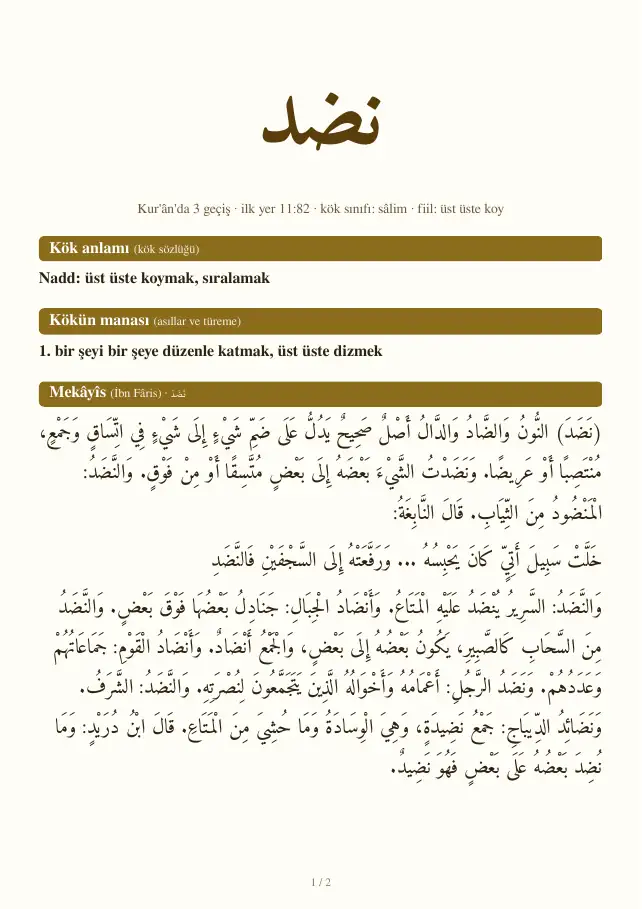 نضد
Kur'ân'da 3 geçiş · ilk yer 11:82 · kök sınıfı: sâlim · fiil: üst üste koy
Kök anlamı (kök sözlüğü)
Nadd: üst üste koymak, sıralamak
Kökün manası (asıllar ve türeme)
1. bir şeyi bir şeye düzenle katmak, üst üste dizmek
Mekâyîs (İbn Fâris) · نَضَدَ
(نَضَدَ) النُّونُ وَالضَّادُ وَالدَّالُ أَصْلٌ صَحِيحٌ يَدُلُّ عَلَى ضَمِّ شَيْءٍ إِلَى شَيْءٍ فِي اتِّسَاقٍ وَجَمْعٍ،
مُنْتَصِبًا أَوْ عَرِيضًا. وَنَضَدْتُ الشَّيْءَ بَعْضَهُ إِلَى بَعْضٍ مُتَّسِقًا أَوْ مِنْ فَوْقٍ. وَالنَّضَدُ:
الْمَنْضُودُ مِنَ الثِّيَابِ. قَالَ النَّابِغَةُ:
خَلَّتْ سَبِيلَ أَتِيٍّ كَانَ يَحْبِسُهُ ... وَرَفَّعَتْهُ إِلَى السَّجْفَيْنِ فَالنَّضَدِ
وَالنَّضَدُ: السَّرِيرُ يُنْضَدُ عَلَيْهِ الْمَتَاعُ. وَأَنْضَادُ الْجِبَالِ: جَنَادِلُ بَعْضُهَا فَوْقَ بَعْضٍ. وَالنَّضَدُ
مِنَ السَّحَابِ كَالصَّبِيرِ، يَكُونُ بَعْضُهُ إِلَى بَعْضٍ، وَالْجَمْعُ أَنْضَادٌ. وَأَنْضَادُ الْقَوْمِ: جَمَاعَاتُهُمْ
وَعَدَدُهُمْ. وَنَضَدُ الرَّجُلِ: أَعْمَامُهُ وَأَخْوَالُهُ الَّذِينَ يَتَجَمَّعُونَ لِنُصْرَتِهِ. وَالنَّضَدُ: الشَّرَفُ.
وَنَضَائِدُ الدِّيبَاجِ: جَمْعُ نَضِيدَةٍ، وَهِيَ الْوِسَادَةُ وَمَا حُشِيَ مِنَ الْمَتَاعِ. قَالَ ابْنُ دُرَيْدٍ: وَمَا
نُضِدَ بَعْضُهُ عَلَى بَعْضٍ فَهُوَ نَضِيدٌ.
1 / 2